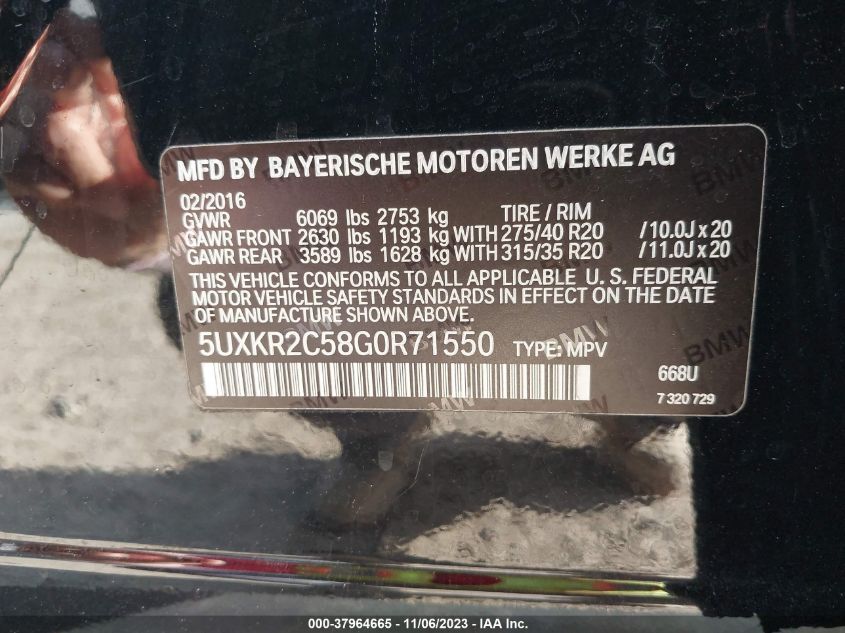 MFD BY BAYERISCHE MOTOREN WERKE AG
02/2016
GVWR 6069 lbs 2753 kg TIRE / RIM
GAWR FRONT 2630 lbs 1193 kg WITH 275/40 R20 /10.0J x 20
GAWR REAR 3589 lbs 1628 kg WITH 315/35 R20 /11.0J x 20
THIS VEHICLE CONFORMS TO ALL APPLICABLE U. S. FEDERAL
MOTOR VEHICLE SAFETY STANDARDS IN EFFECT ON THE DATE
OF MANUFACTURE SHOWN ABOVE.
5UXKR2C58G0R71550 TYPE: MPV
668U
7 320 729
000-37964665 - 11/06/2023 - IAAI.com